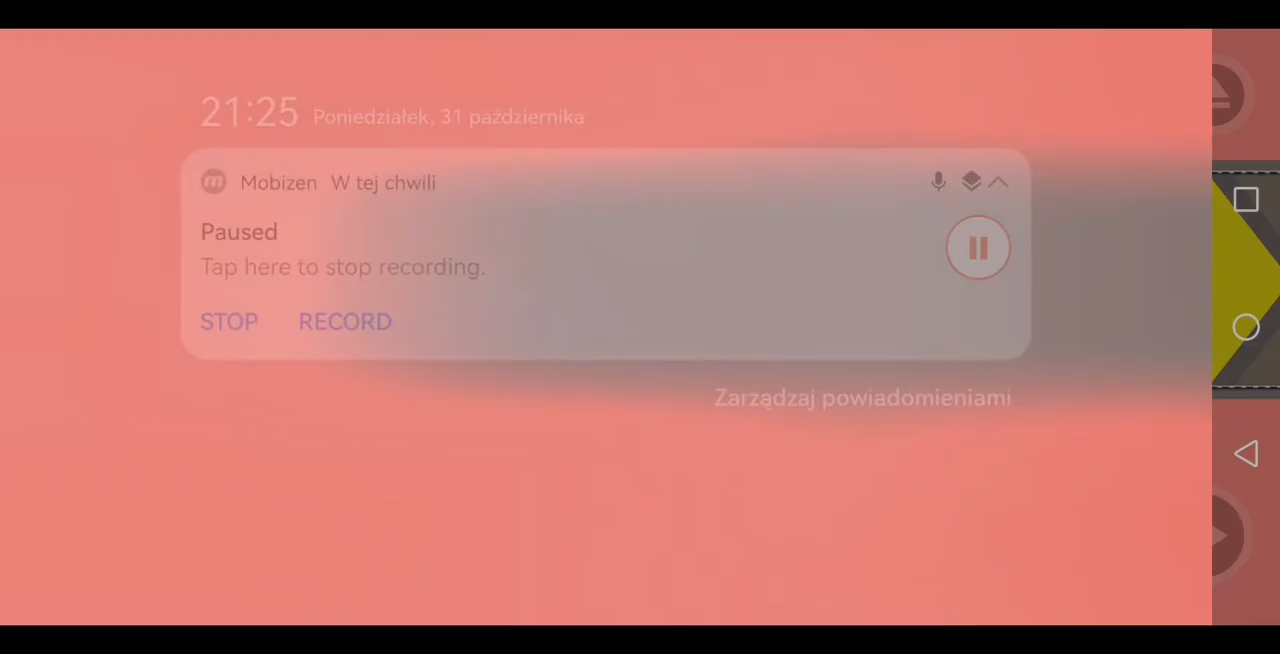 21:25 Poniedziałek, 31 października
m Mobizen W tej chwili
Paused
Tap here to stop recording.
STOP RECORD
Zarządzaj powiadomieniami